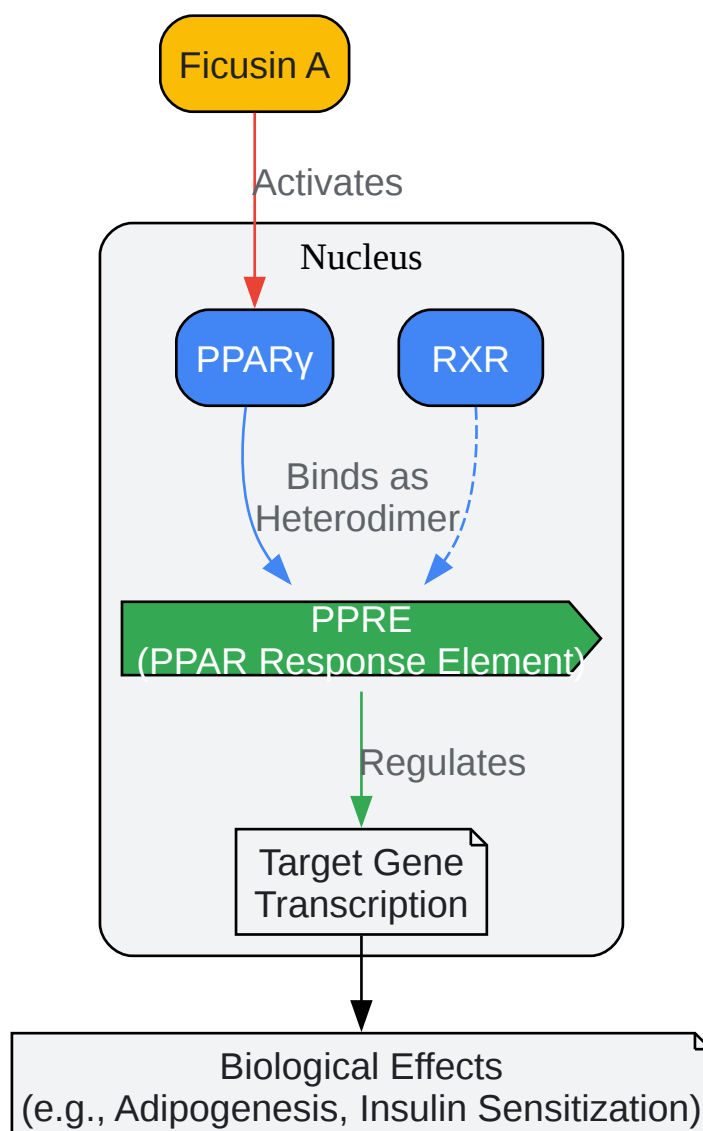 Ficusin A
Activates
Nucleus
PPARγ
RXR
Binds as
Heterodimer
PPRE
(PPAR Response Element)
Regulates
Target Gene
Transcription
Biological Effects
(e.g., Adipogenesis, Insulin Sensitization)